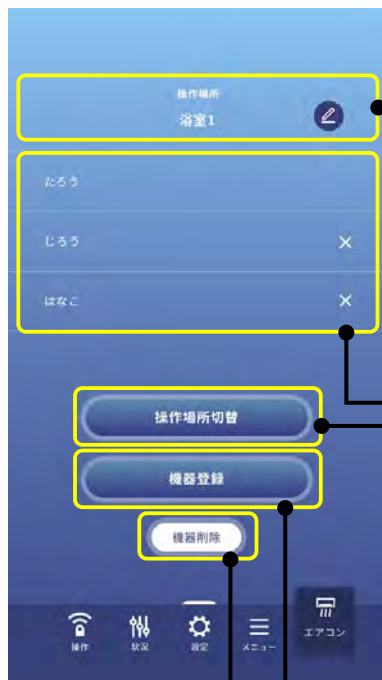 操作場所
浴室1
たろう
じろう
はなこ
操作場所切替
機器登録
機器削除
操作
状況
設定
メニュー
エアコン